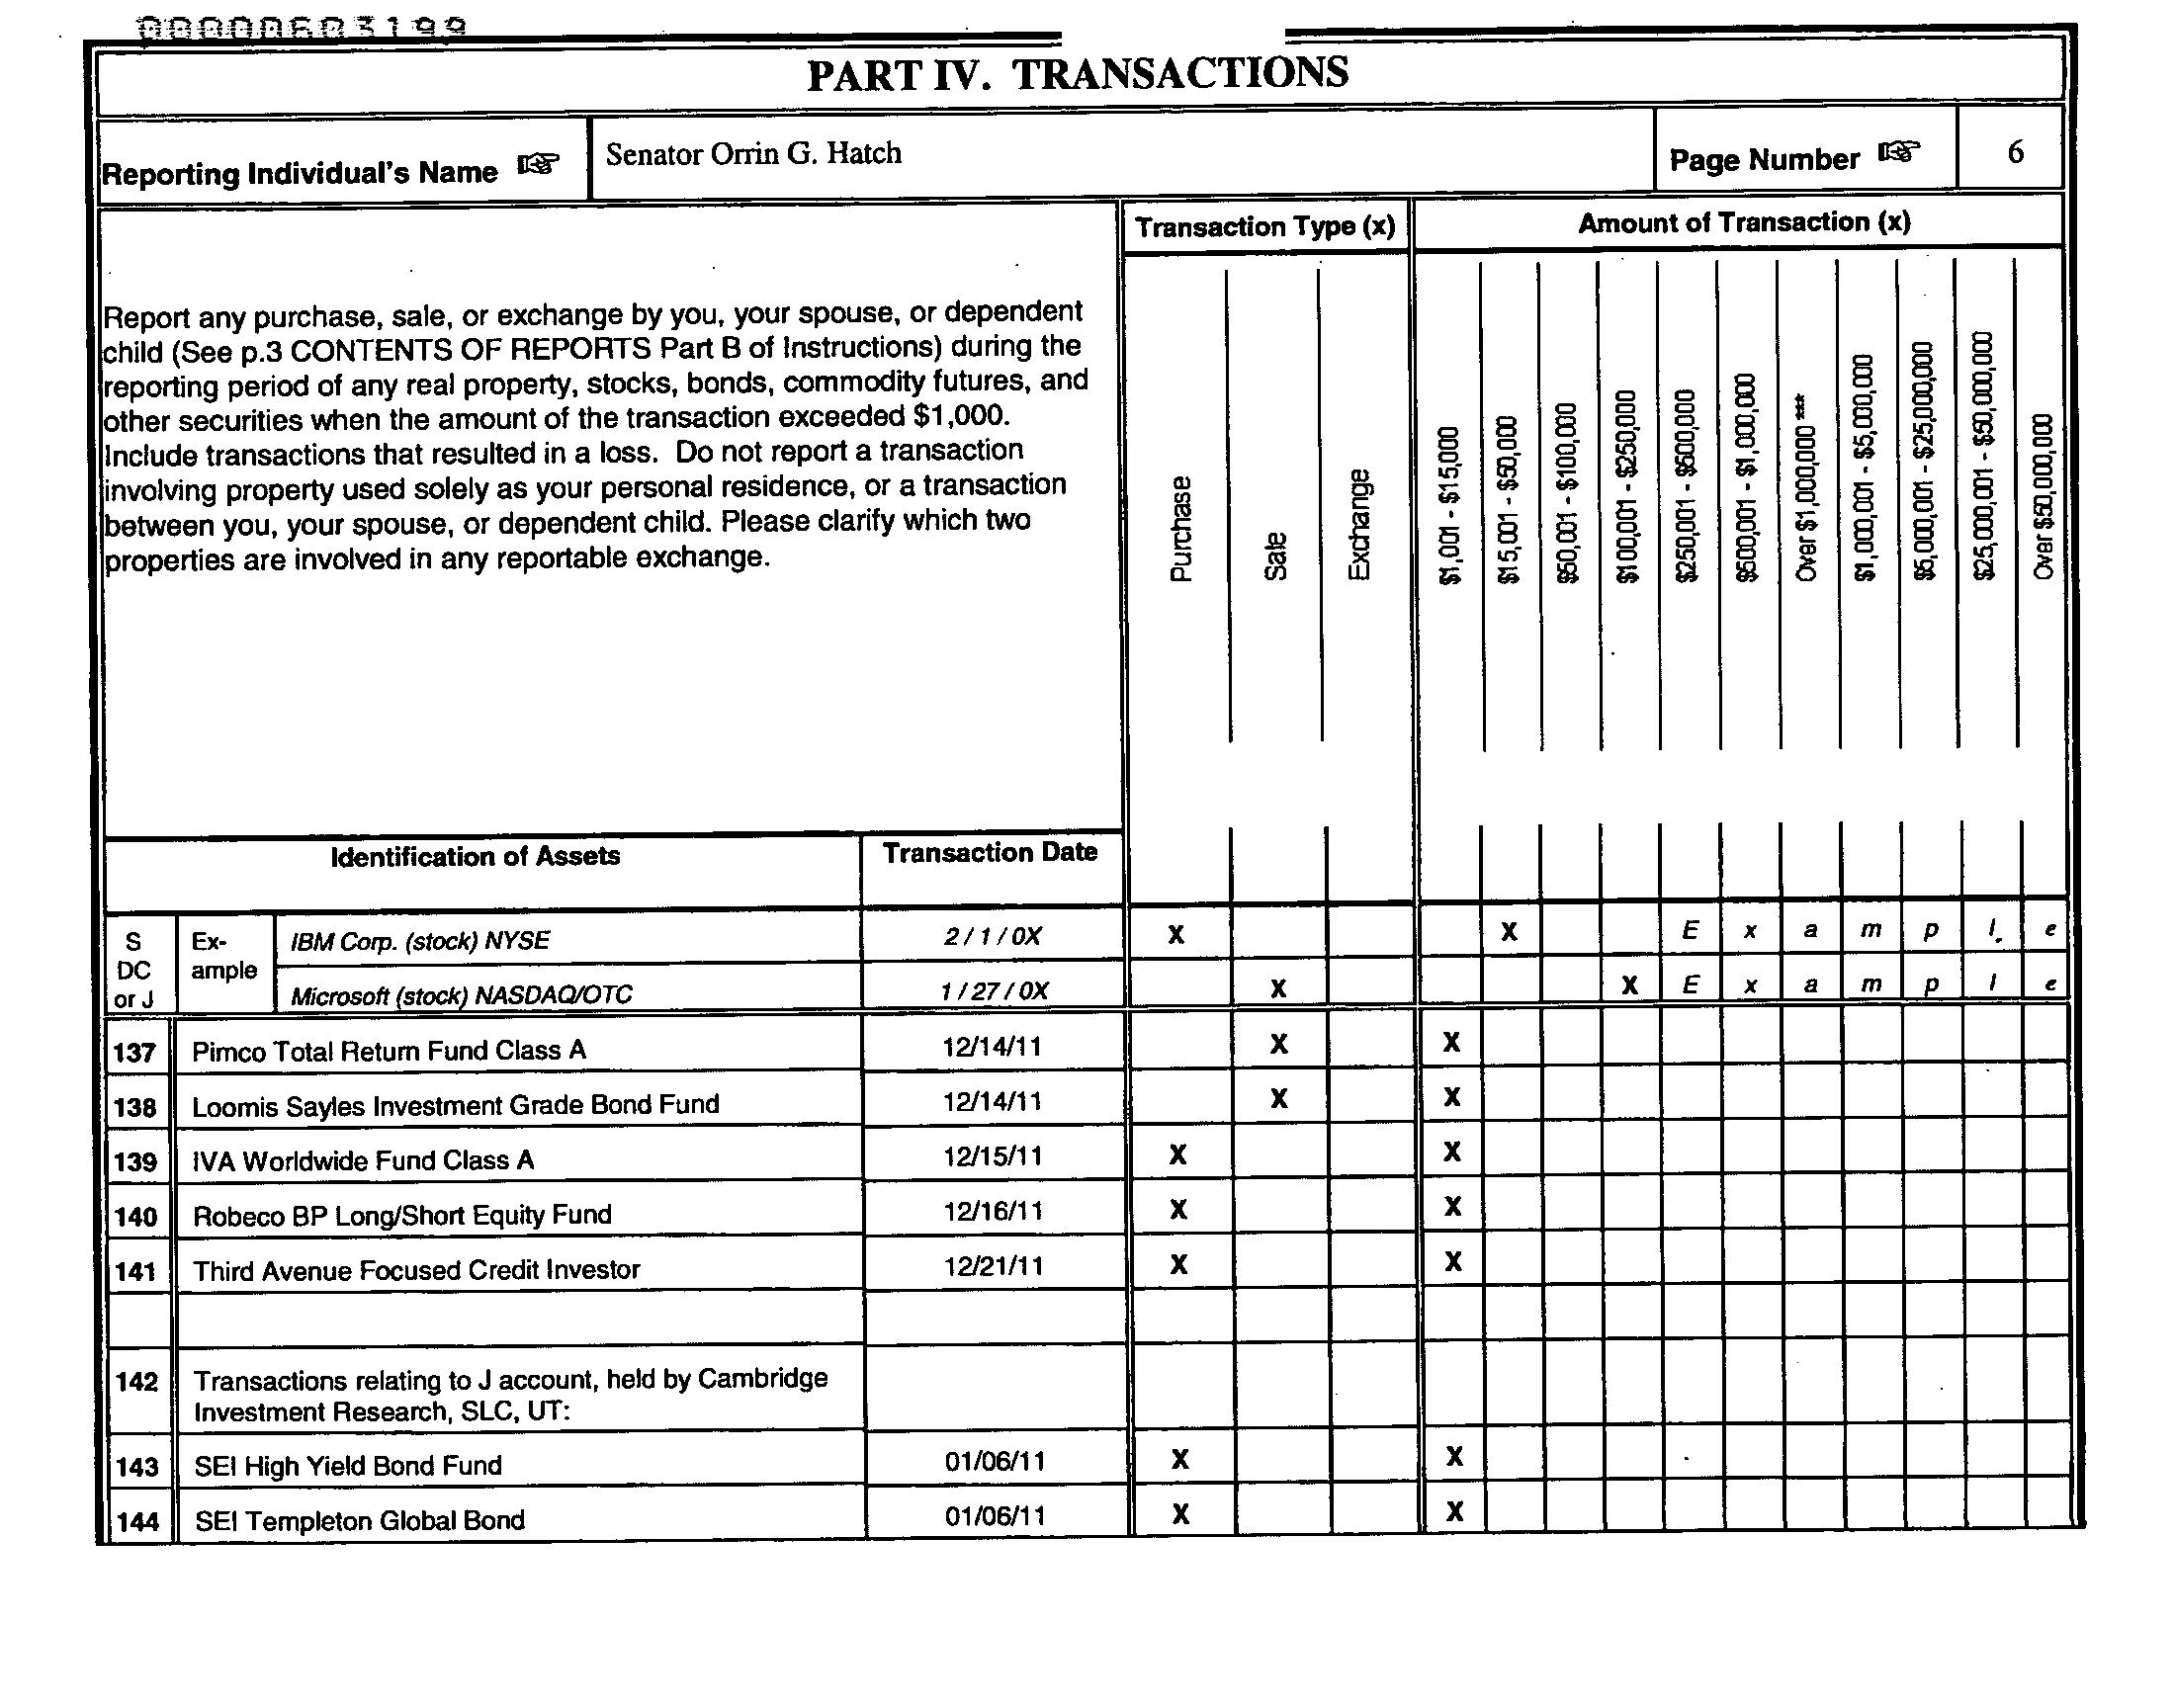 00000603199
PART IV. TRANSACTIONS
Reporting Individual's Name ☞ Senator Orrin G. Hatch Page Number ☞ 6
Transaction Type (x) Amount of Transaction (x)
Report any purchase, sale, or exchange by you, your spouse, or dependent
child (See p.3 CONTENTS OF REPORTS Part B of Instructions) during the
reporting period of any real property, stocks, bonds, commodity futures, and
other securities when the amount of the transaction exceeded $1,000.
Include transactions that resulted in a loss. Do not report a transaction
involving property used solely as your personal residence, or a transaction
between you, your spouse, or dependent child. Please clarify which two
properties are involved in any reportable exchange.
Purchase
Sale
Exchange
$1,001 - $15,000
$15,001 - $50,000
$50,001 - $100,000
$100,001 - $250,000
$250,001 - $500,000
$500,001 - $1,000,000
Over $1,000,000 ***
$1,000,001 - $5,000,000
$5,000,001 - $25,000,000
$25,000,001 - $50,000,000
Over $50,000,000
Identification of Assets Transaction Date
S
DC
or J
Ex-
ample
IBM Corp. (stock) NYSE 2 / 1 / 0X X X E x a m p l e
Microsoft (stock) NASDAQ/OTC 1 / 27 / 0X X X E x a m p l e
137 Pimco Total Return Fund Class A 12/14/11 X X
138 Loomis Sayles Investment Grade Bond Fund 12/14/11 X X
139 IVA Worldwide Fund Class A 12/15/11 X X
140 Robeco BP Long/Short Equity Fund 12/16/11 X X
141 Third Avenue Focused Credit Investor 12/21/11 X X
142 Transactions relating to J account, held by Cambridge
Investment Research, SLC, UT:
143 SEI High Yield Bond Fund 01/06/11 X X
144 SEI Templeton Global Bond 01/06/11 X X